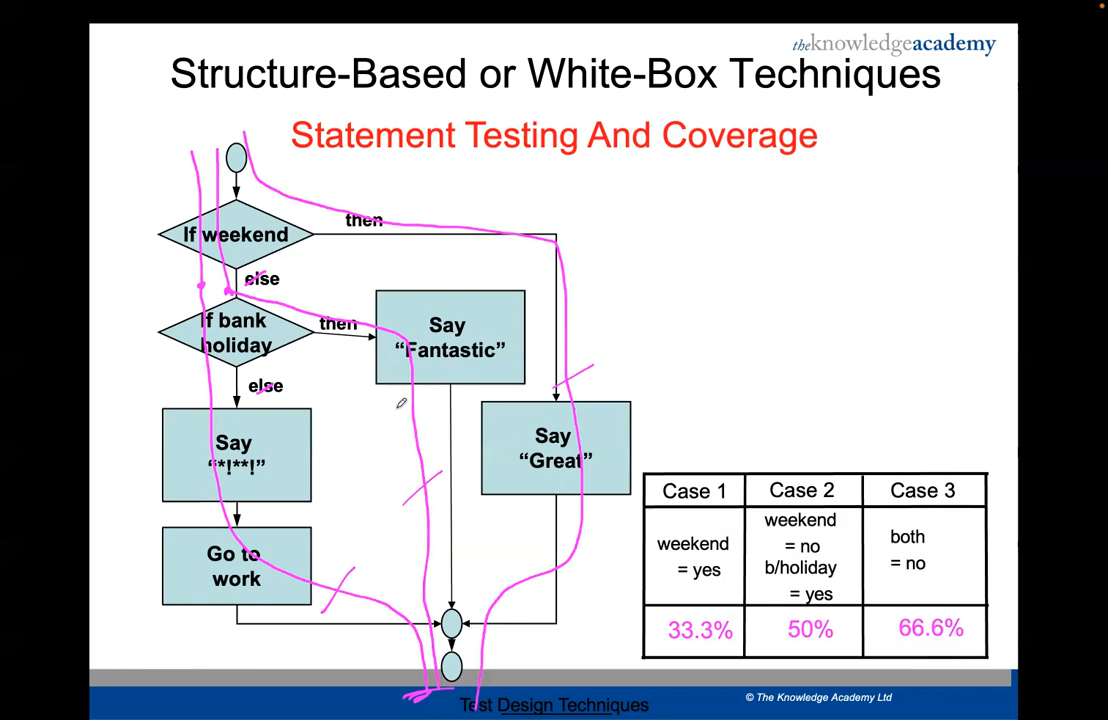 theknowledgeacademy
Structure-Based or White-Box Techniques
Statement Testing And Coverage
then
If weekend
else
If bank
holiday
then
Say
“Fantastic”
else
Say
“*!**!”
Say
“Great”
Go to
work
Case 1
Case 2
Case 3
weekend
= yes
weekend
= no
b/holiday
= yes
both
= no
33.3%
50%
66.6%
Test Design Techniques
© The Knowledge Academy Ltd